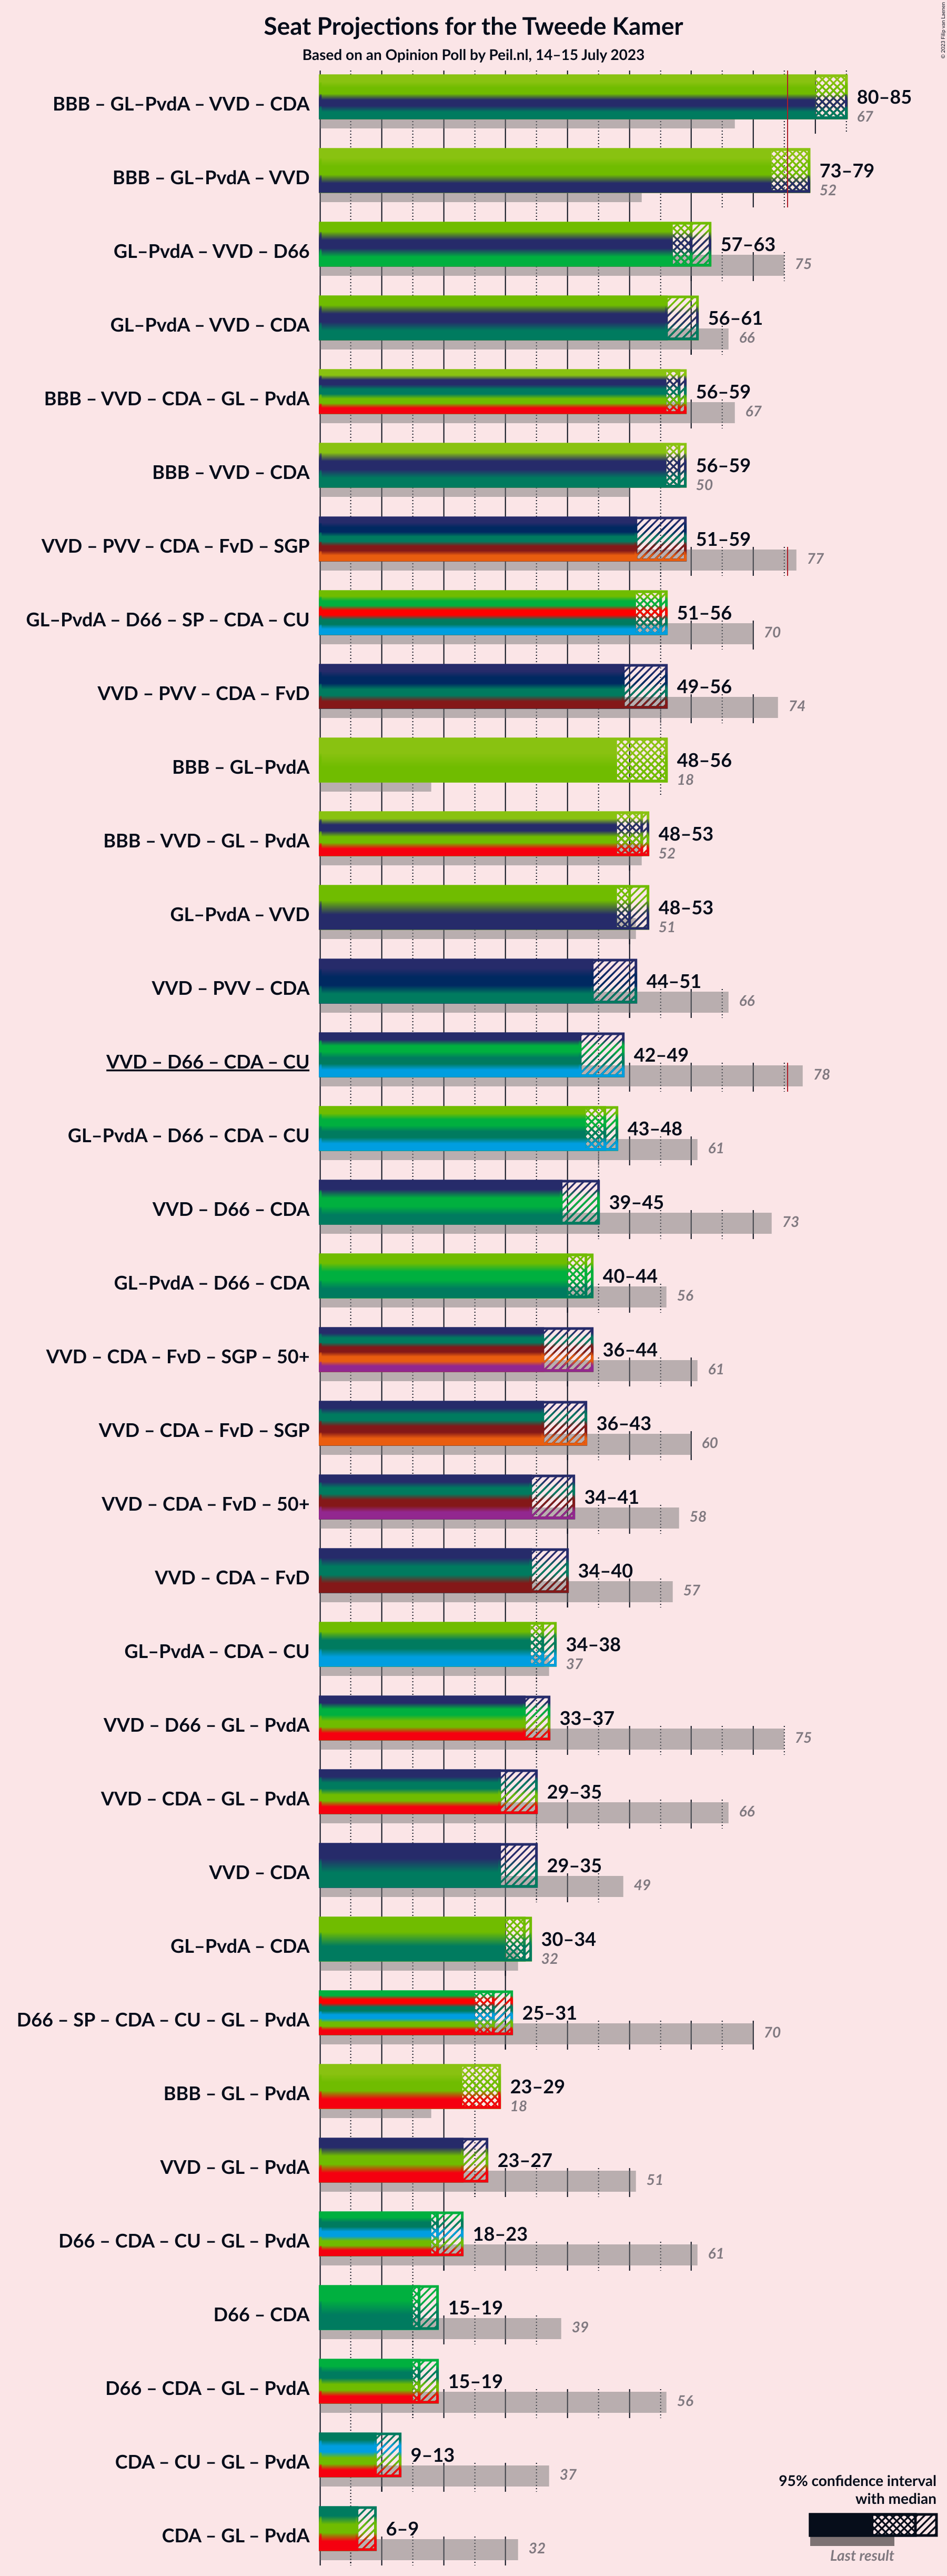 © 2023 Filip van Laenen
Seat Projections for the Tweede Kamer
Based on an Opinion Poll by Peil.nl, 14–15 July 2023
BBB – GL–PvdA – VVD – CDA
80–85
67
BBB – GL–PvdA – VVD
73–79
52
GL–PvdA – VVD – D66
57–63
75
GL–PvdA – VVD – CDA
56–61
66
BBB – VVD – CDA – GL – PvdA
56–59
67
BBB – VVD – CDA
56–59
50
VVD – PVV – CDA – FvD – SGP
51–59
77
GL–PvdA – D66 – SP – CDA – CU
51–56
70
VVD – PVV – CDA – FvD
49–56
74
BBB – GL–PvdA
48–56
18
BBB – VVD – GL – PvdA
48–53
52
GL–PvdA – VVD
48–53
51
VVD – PVV – CDA
44–51
66
VVD – D66 – CDA – CU
42–49
78
GL–PvdA – D66 – CDA – CU
43–48
61
VVD – D66 – CDA
39–45
73
GL–PvdA – D66 – CDA
40–44
56
VVD – CDA – FvD – SGP – 50+
36–44
61
VVD – CDA – FvD – SGP
36–43
60
VVD – CDA – FvD – 50+
34–41
58
VVD – CDA – FvD
34–40
57
GL–PvdA – CDA – CU
34–38
37
VVD – D66 – GL – PvdA
33–37
75
VVD – CDA – GL – PvdA
29–35
66
VVD – CDA
29–35
49
GL–PvdA – CDA
30–34
32
D66 – SP – CDA – CU – GL – PvdA
25–31
70
BBB – GL – PvdA
23–29
18
VVD – GL – PvdA
23–27
51
D66 – CDA – CU – GL – PvdA
18–23
61
D66 – CDA
15–19
39
D66 – CDA – GL – PvdA
15–19
56
CDA – CU – GL – PvdA
9–13
37
CDA – GL – PvdA
6–9
32
95% confidence interval
with median
Last result